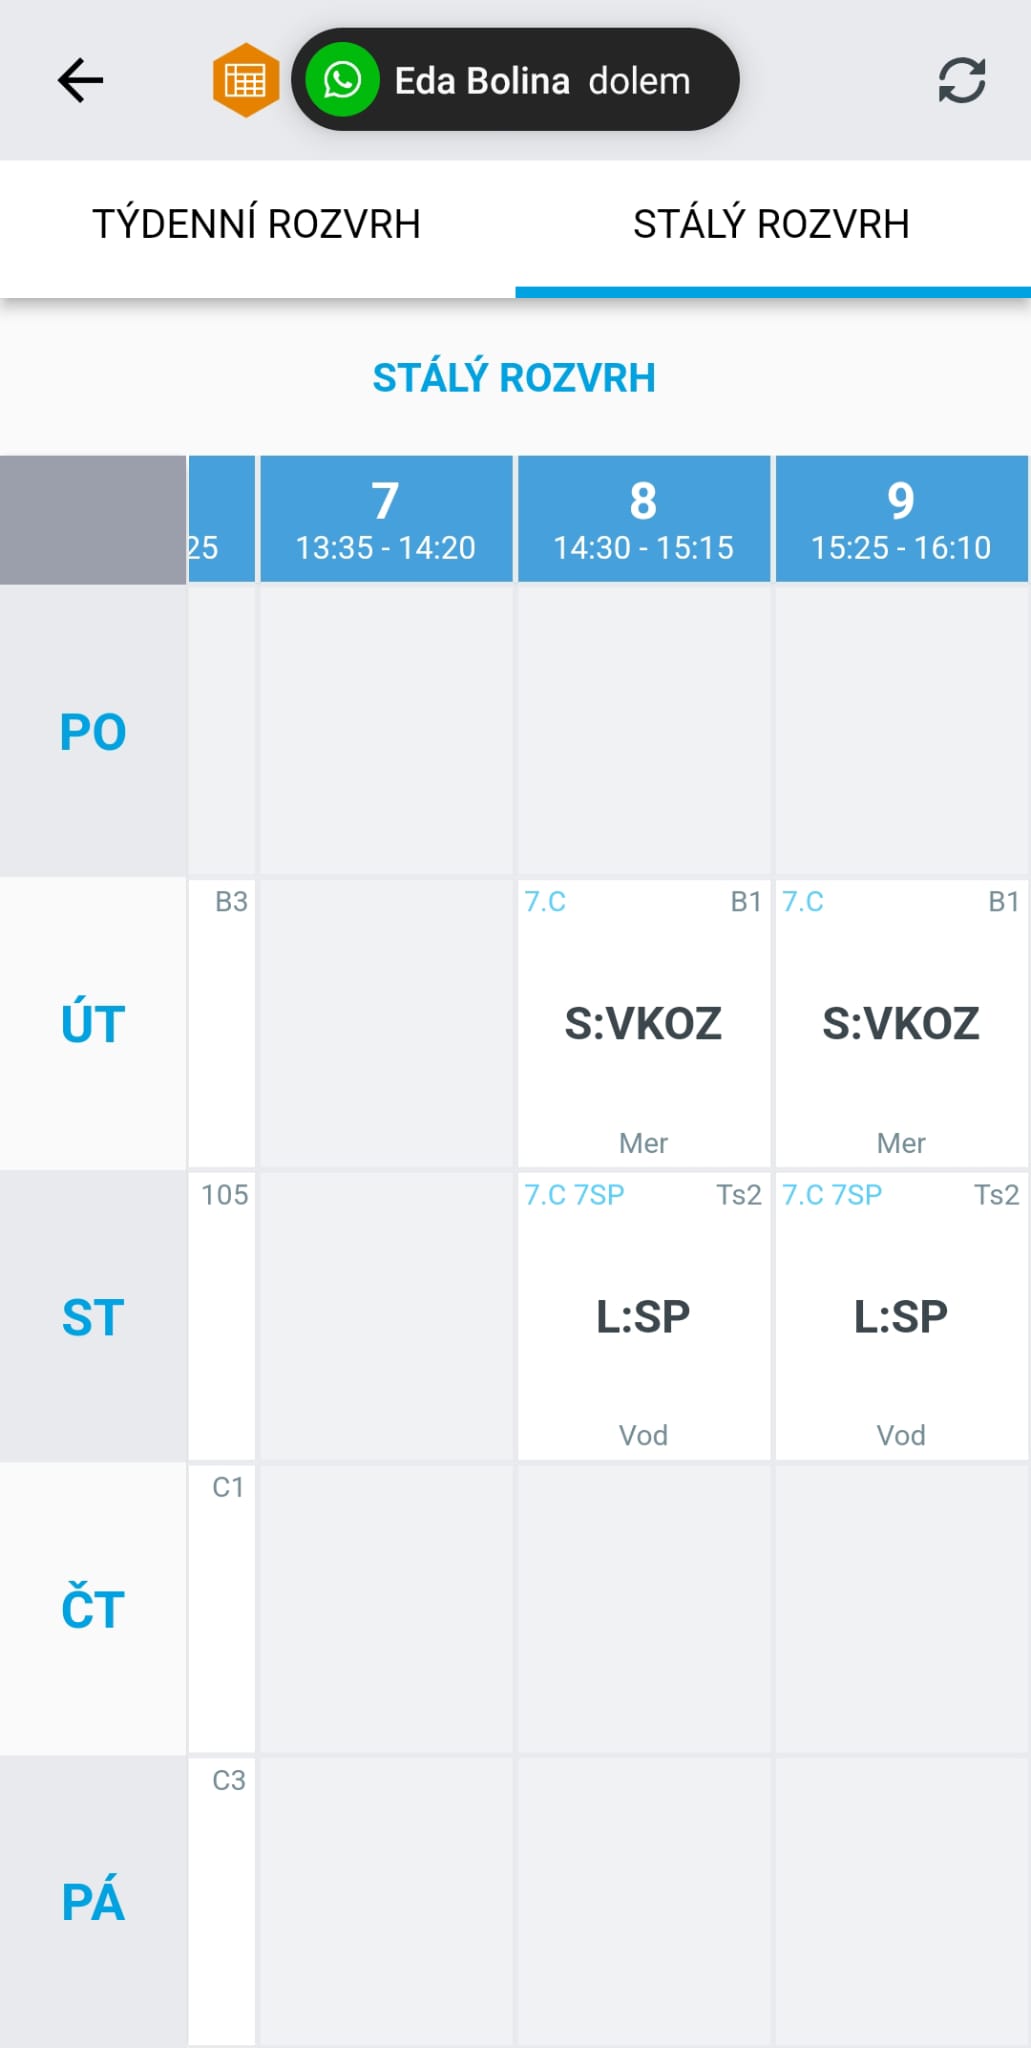 Eda Bolina dolem
TÝDENNÍ ROZVRH
STÁLÝ ROZVRH
STÁLÝ ROZVRH
25
7
13:35 - 14:20
8
14:30 - 15:15
9
15:25 - 16:10
PO
ÚT
B3
7.C B1
S:VKOZ
Mer
7.C B1
S:VKOZ
Mer
ST
105
7.C 7SP Ts2
L:SP
Vod
7.C 7SP Ts2
L:SP
Vod
ČT
C1
PÁ
C3